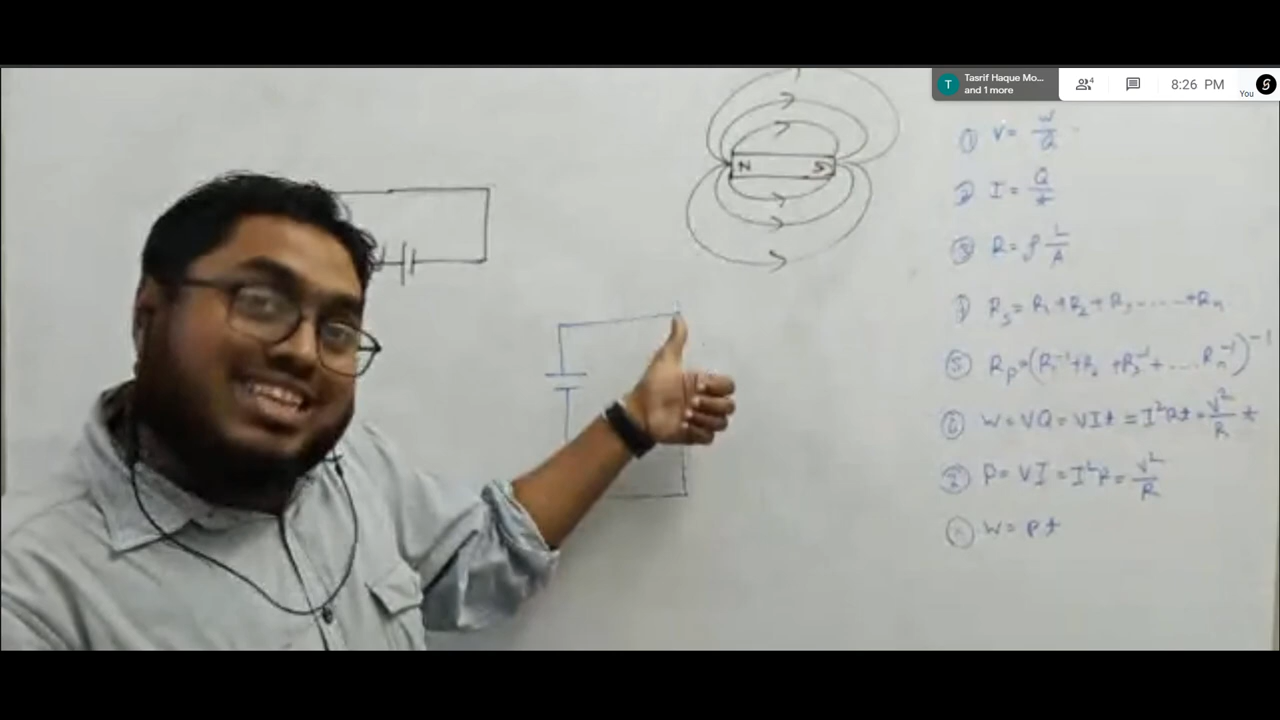 Tasrif Haque Mo...
and 1 more
4
8:26 PM
You
N S
① V = W/Q
② I = Q/t
③ R = ρ L/A
Rs = R1 + R2 + R3 ...... + Rn
⑤ Rp = (R1⁻¹ + R2⁻¹ + R3⁻¹ + .... Rn⁻¹)⁻¹
⑥ W = VQ = VIt = I²Rt = V²/R t
P = VI = I²R = V²/R
W = Pt